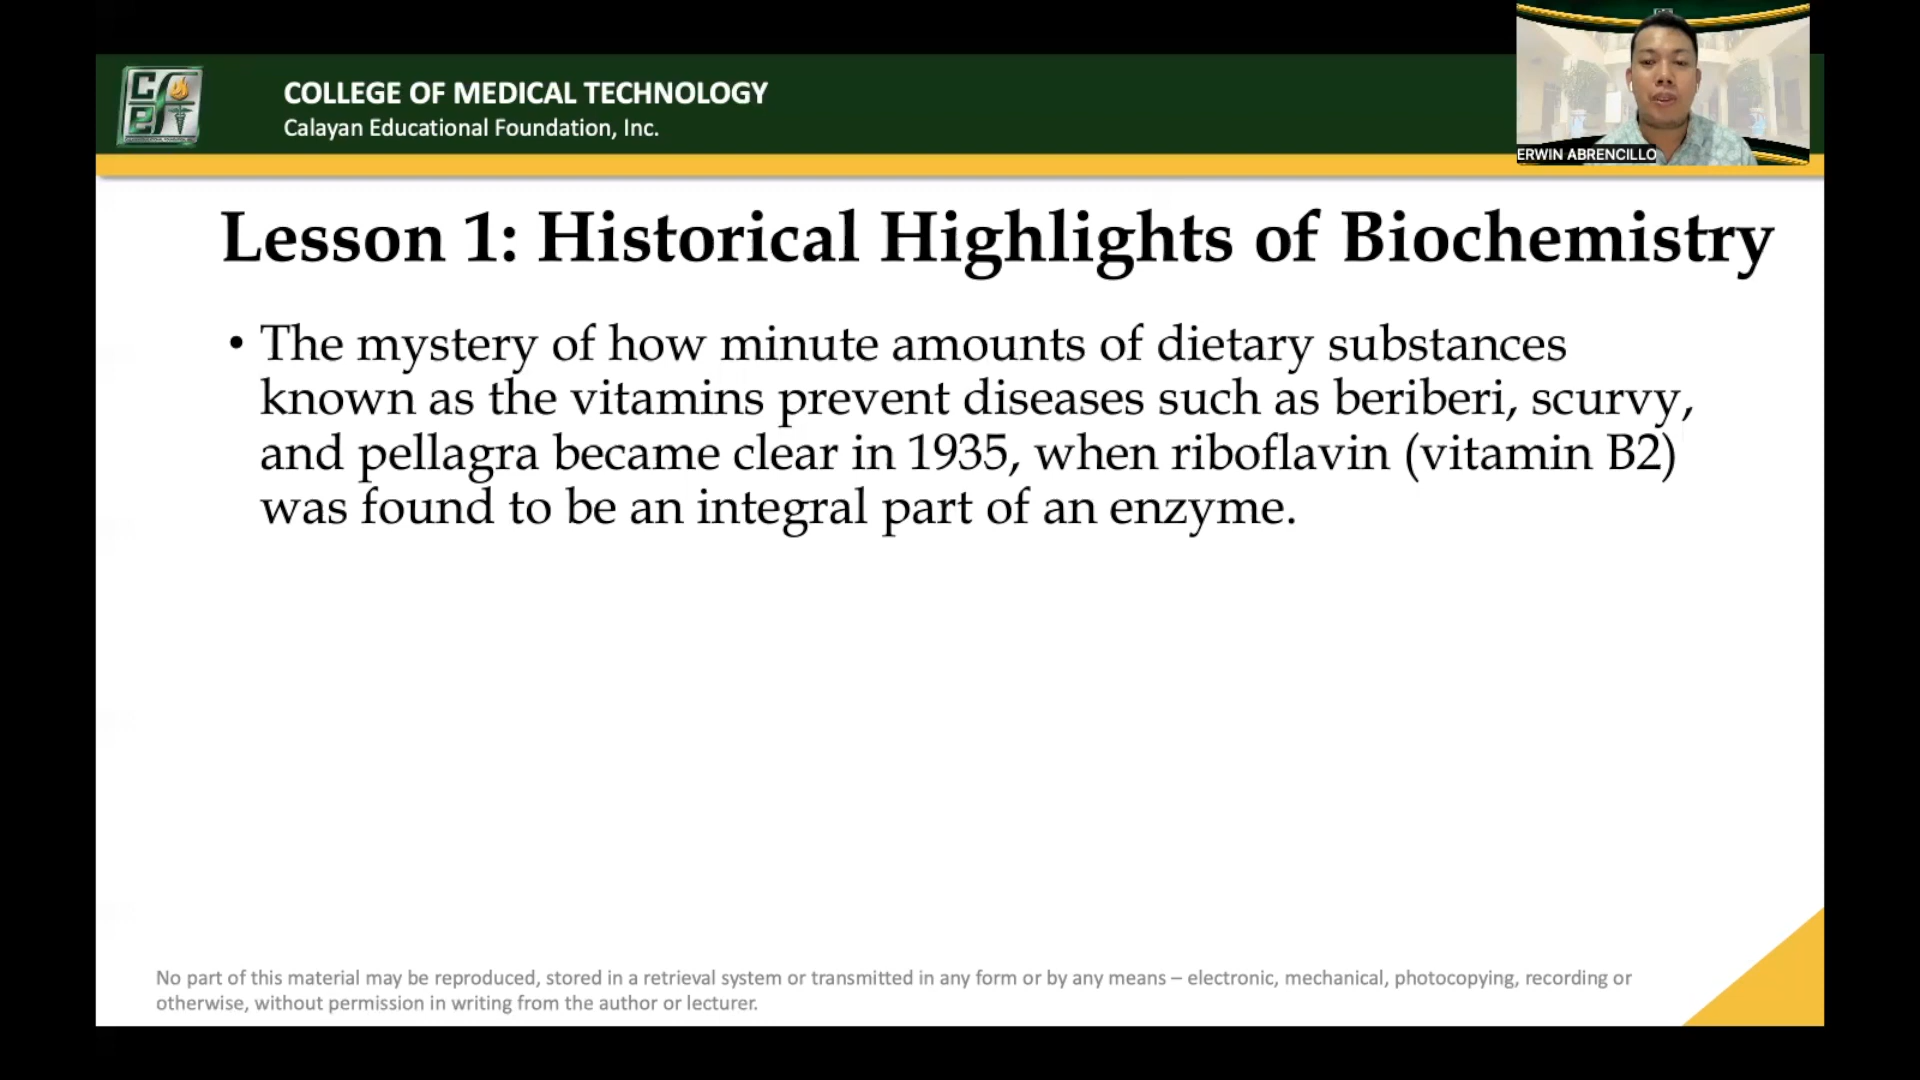 COLLEGE OF MEDICAL TECHNOLOGY
Calayan Educational Foundation, Inc.
ERWIN ABRENCILLO
Lesson 1: Historical Highlights of Biochemistry
• The mystery of how minute amounts of dietary substances
known as the vitamins prevent diseases such as beriberi, scurvy,
and pellagra became clear in 1935, when riboflavin (vitamin B2)
was found to be an integral part of an enzyme.
No part of this material may be reproduced, stored in a retrieval system or transmitted in any form or by any means – electronic, mechanical, photocopying, recording or
otherwise, without permission in writing from the author or lecturer.